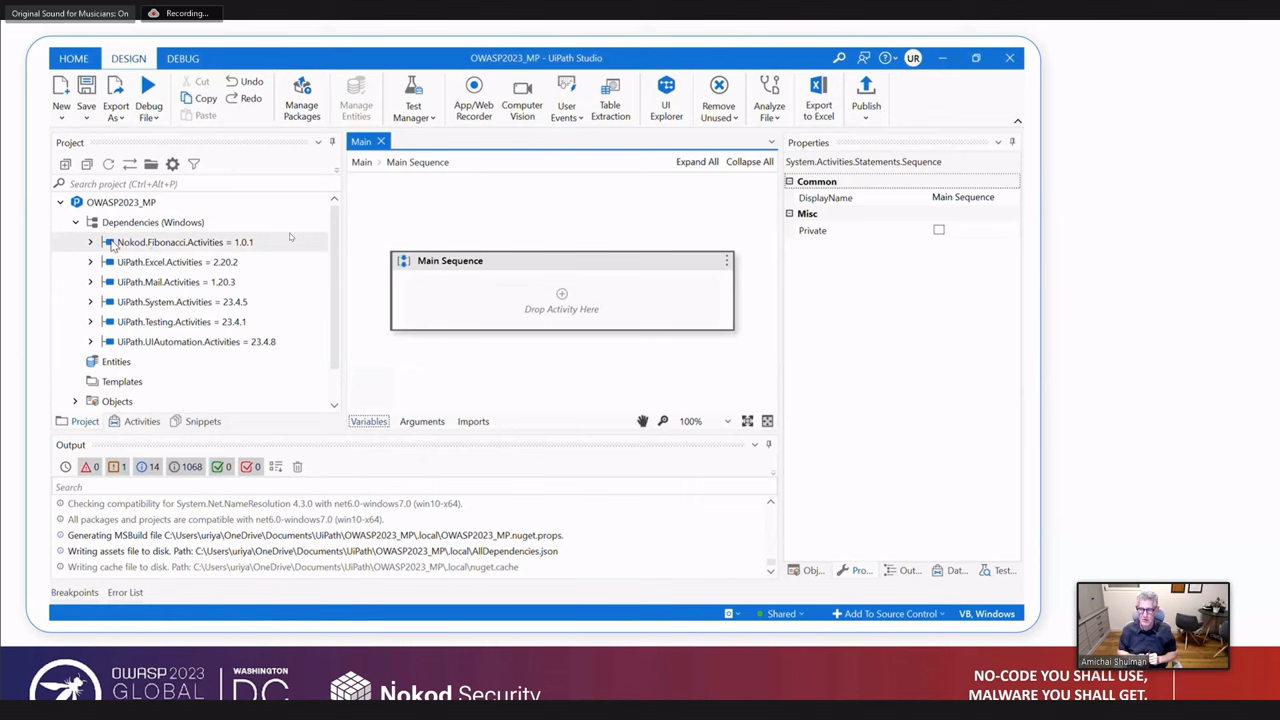 Original Sound for Musicians: On
Recording...
HOME DESIGN DEBUG
OWASP2023_MP - UiPath Studio
UR
New Save Export As Debug File
Cut Copy Paste
Undo Redo
Manage Packages
Manage Entities
Test Manager
App/Web Recorder
Computer Vision
User Events
Table Extraction
UI Explorer
Remove Unused
Analyze File
Export to Excel
Publish
Project
Search project (Ctrl+Alt+P)
OWASP2023_MP
Dependencies (Windows)
Nokod.Fibonacci.Activities = 1.0.1
UiPath.Excel.Activities = 2.20.2
UiPath.Mail.Activities = 1.20.3
UiPath.System.Activities = 23.4.5
UiPath.Testing.Activities = 23.4.1
UiPath.UIAutomation.Activities = 23.4.8
Entities
Templates
Objects
Project Activities Snippets
Main
Main > Main Sequence
Expand All Collapse All
Main Sequence
Drop Activity Here
Variables Arguments Imports
100%
Properties
System.Activities.Statements.Sequence
Common
DisplayName Main Sequence
Misc
Private
Output
0 1 14 1068 0 0
Search
Checking compatibility for System.Net.NameResolution 4.3.0 with net6.0-windows7.0 (win10-x64).
All packages and projects are compatible with net6.0-windows7.0 (win10-x64).
Generating MSBuild file C:\Users\uriya\OneDrive\Documents\UiPath\OWASP2023_MP\.local\OWASP2023_MP.nuget.props.
Writing assets file to disk. Path: C:\Users\uriya\OneDrive\Documents\UiPath\OWASP2023_MP\.local\AllDependencies.json
Writing cache file to disk. Path: C:\Users\uriya\OneDrive\Documents\UiPath\OWASP2023_MP\.local\nuget.cache
Obj... Pro... Out... Dat... Test...
Breakpoints Error List
0 Shared Add To Source Control VB, Windows
Amichai Shulman
OWASP 2023
GLOBAL
WASHINGTON
DC
Nokod Security
NO-CODE YOU SHALL USE,
MALWARE YOU SHALL GET.